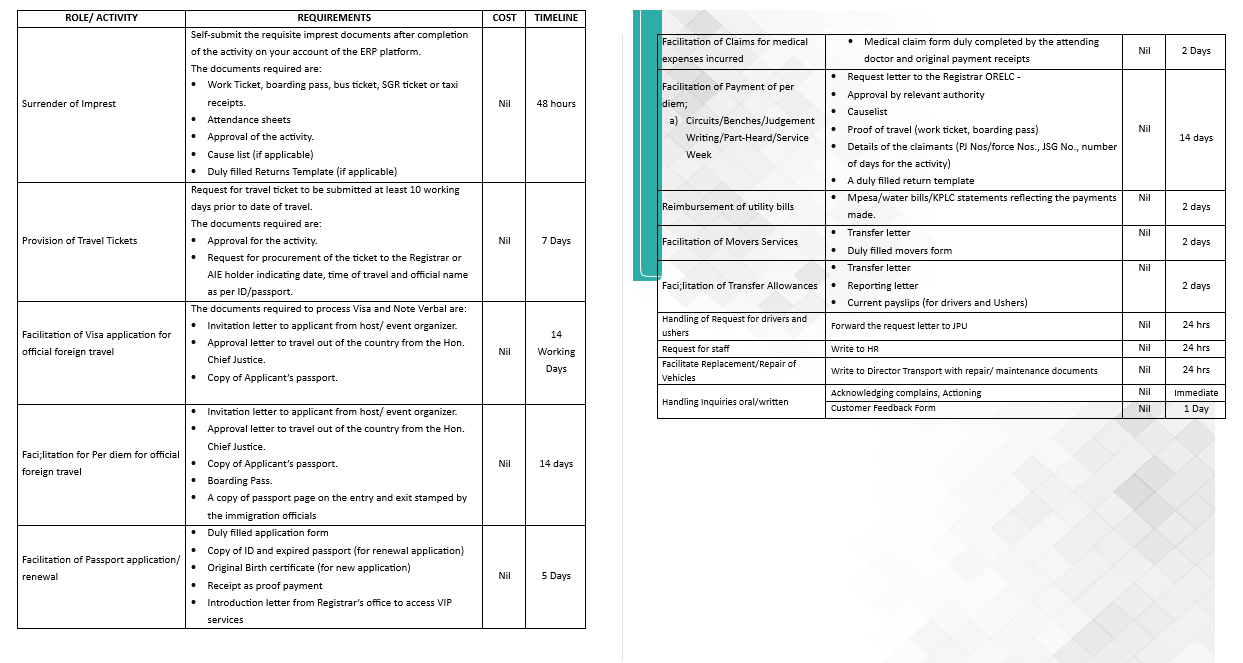 ROLE/ ACTIVITY
REQUIREMENTS
COST
TIMELINE
Surrender of Imprest
Self-submit the requisite imprest documents after completion
of the activity on your account of the ERP platform.
The documents required are:
• Work Ticket, boarding pass, bus ticket, SGR ticket or taxi
receipts.
• Attendance sheets
• Approval of the activity.
• Cause list (if applicable)
• Duly filled Returns Template (if applicable)
Nil
48 hours
Provision of Travel Tickets
Request for travel ticket to be submitted at least 10 working
days prior to date of travel.
The documents required are:
• Approval for the activity.
• Request for procurement of the ticket to the Registrar or
AIE holder indicating date, time of travel and official name
as per ID/passport.
Nil
7 Days
Facilitation of Visa application for
official foreign travel
The documents required to process Visa and Note Verbal are:
• Invitation letter to applicant from host/ event organizer.
• Approval letter to travel out of the country from the Hon.
Chief Justice.
• Copy of Applicant’s passport.
Nil
14
Working
Days
Faci;litation for Per diem for official
foreign travel
• Invitation letter to applicant from host/ event organizer.
• Approval letter to travel out of the country from the Hon.
Chief Justice.
• Copy of Applicant’s passport.
• Boarding Pass.
• A copy of passport page on the entry and exit stamped by
the immigration officials
Nil
14 days
Facilitation of Passport application/
renewal
• Duly filled application form
• Copy of ID and expired passport (for renewal application)
• Original Birth certificate (for new application)
• Receipt as proof payment
• Introduction letter from Registrar’s office to access VIP
services
Nil
5 Days
Facilitation of Claims for medical
expenses incurred
• Medical claim form duly completed by the attending
doctor and original payment receipts
Nil
2 Days
Facilitation of Payment of per
diem;
a) Circuits/Benches/Judgement
Writing/Part-Heard/Service
Week
• Request letter to the Registrar ORELC -
• Approval by relevant authority
• Causelist
• Proof of travel (work ticket, boarding pass)
• Details of the claimants (PJ Nos/force Nos., JSG No., number
of days for the activity)
• A duly filled return template
Nil
14 days
Reimbursement of utility bills
• Mpesa/water bills/KPLC statements reflecting the payments
made.
Nil
2 days
Facilitation of Movers Services
• Transfer letter
• Duly filled movers form
Nil
2 days
Faci;litation of Transfer Allowances
• Transfer letter
• Reporting letter
• Current payslips (for drivers and Ushers)
Nil
2 days
Handling of Request for drivers and
ushers
Forward the request letter to JPU
Nil
24 hrs
Request for staff
Write to HR
Nil
24 hrs
Facilitate Replacement/Repair of
Vehicles
Write to Director Transport with repair/ maintenance documents
Nil
24 hrs
Handling Inquiries oral/written
Acknowledging complains, Actioning
Nil
Immediate
Customer Feedback Form
Nil
1 Day